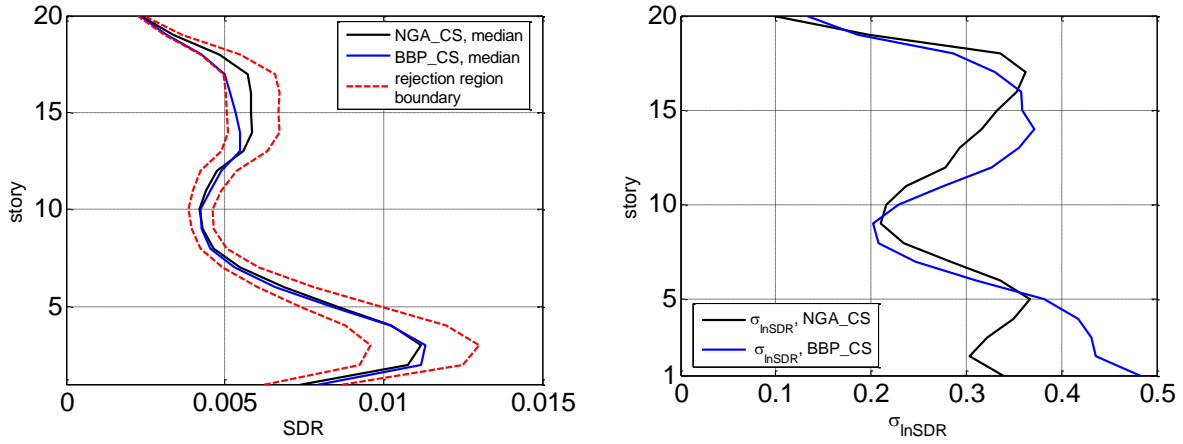 20
15
10
5
story
0
0.005
0.01
0.015
SDR
NGA_CS, median
BBP_CS, median
rejection region
boundary
20
15
10
5
1
story
0
0.1
0.2
0.3
0.4
0.5
σlnSDR
σlnSDR, NGA_CS
σlnSDR, BBP_CS